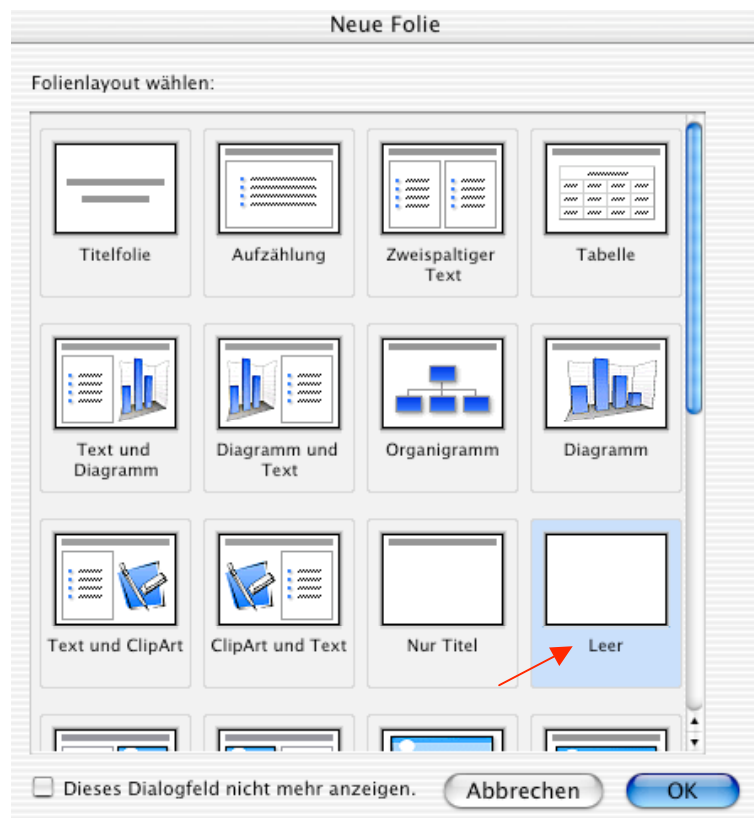 Neue Folie
Folienlayout wählen:
Titelfolie
Aufzählung
Zweispaltiger
Text
Tabelle
Text und
Diagramm
Diagramm und
Text
Organigramm
Diagramm
Text und ClipArt
ClipArt und Text
Nur Titel
Leer
Dieses Dialogfeld nicht mehr anzeigen.
Abbrechen
OK